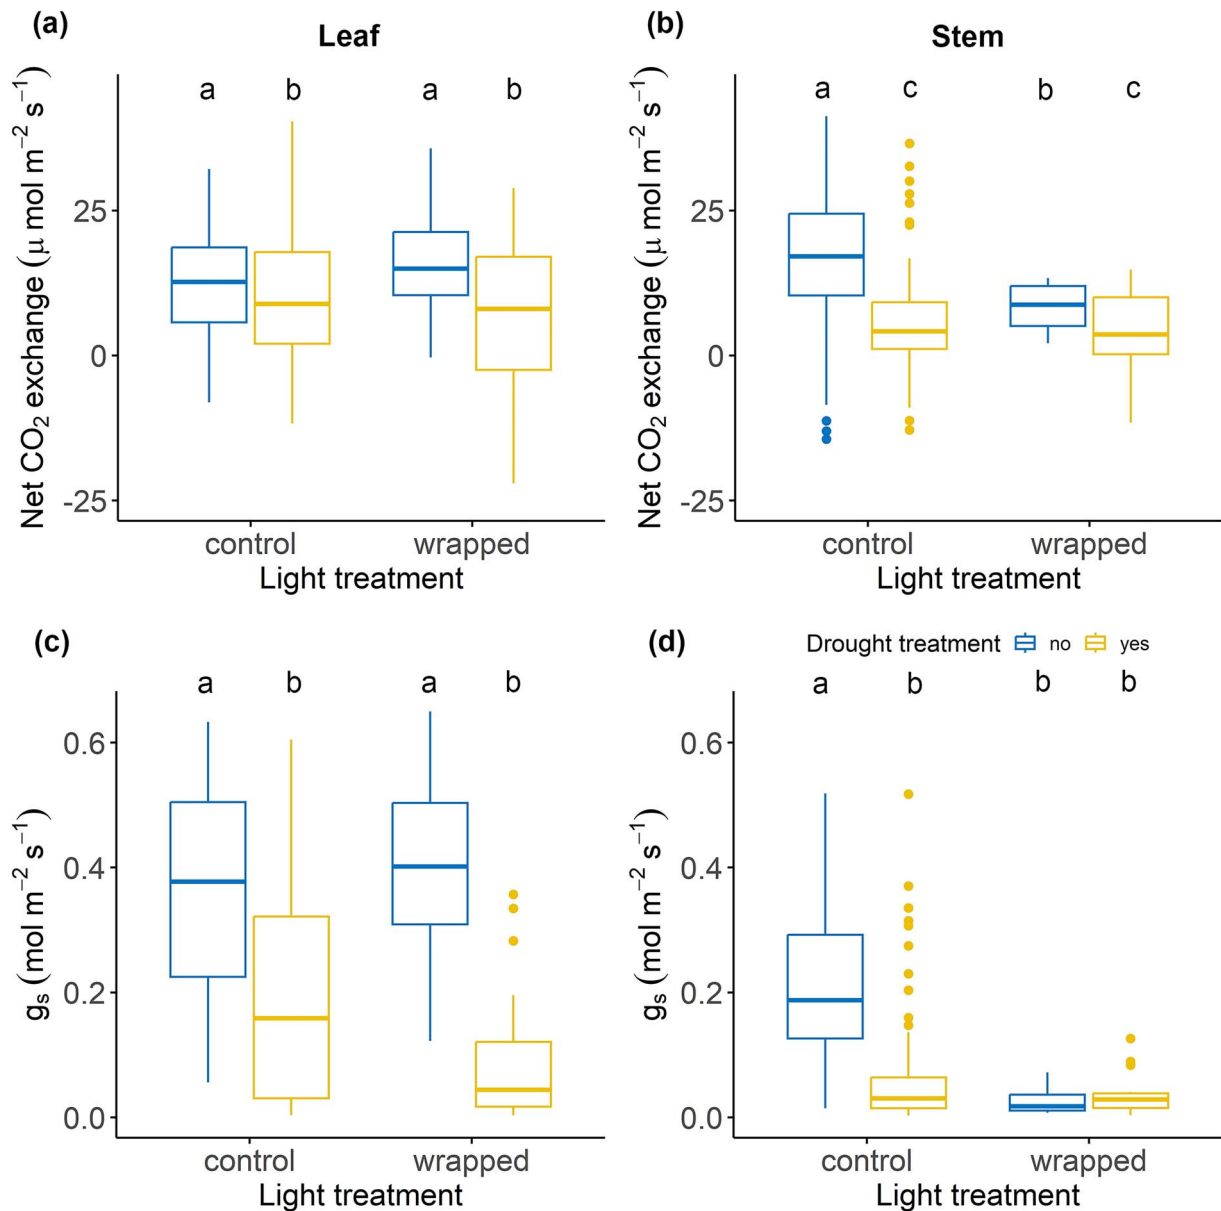 (a) Leaf
a b a b
Net CO₂ exchange (μ mol m⁻² s⁻¹)
25
0
-25
control wrapped
Light treatment
(b) Stem
a c b c
Net CO₂ exchange (μ mol m⁻² s⁻¹)
25
0
-25
control wrapped
Light treatment
(c)
a b a b
gₛ (mol m⁻² s⁻¹)
0.6
0.4
0.2
0.0
control wrapped
Light treatment
(d) Drought treatment no yes
a b b b
gₛ (mol m⁻² s⁻¹)
0.6
0.4
0.2
0.0
control wrapped
Light treatment